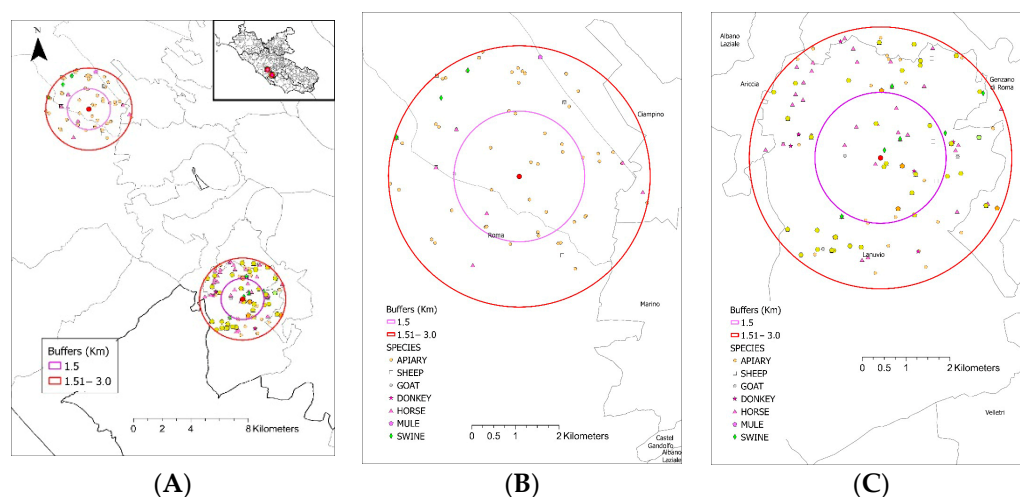 N
Buffers (Km)
1.5
1.51– 3.0
0 2 4 8 Kilometers
(A)
Ciampino
Roma
Marino
Castel
Gandolfo
Albano
Laziale
Buffers (Km)
1.5
1.51– 3.0
SPECIES
APIARY
SHEEP
GOAT
DONKEY
HORSE
MULE
SWINE
0 0.5 1 2 Kilometers
(B)
Albano
Laziale
Ariccia
Genzano
di Roma
Lanuvio
Velletri
Buffers (Km)
1.5
1.51– 3.0
SPECIES
APIARY
SHEEP
GOAT
DONKEY
HORSE
MULE
SWINE
0 0.5 1 2 Kilometers
(C)